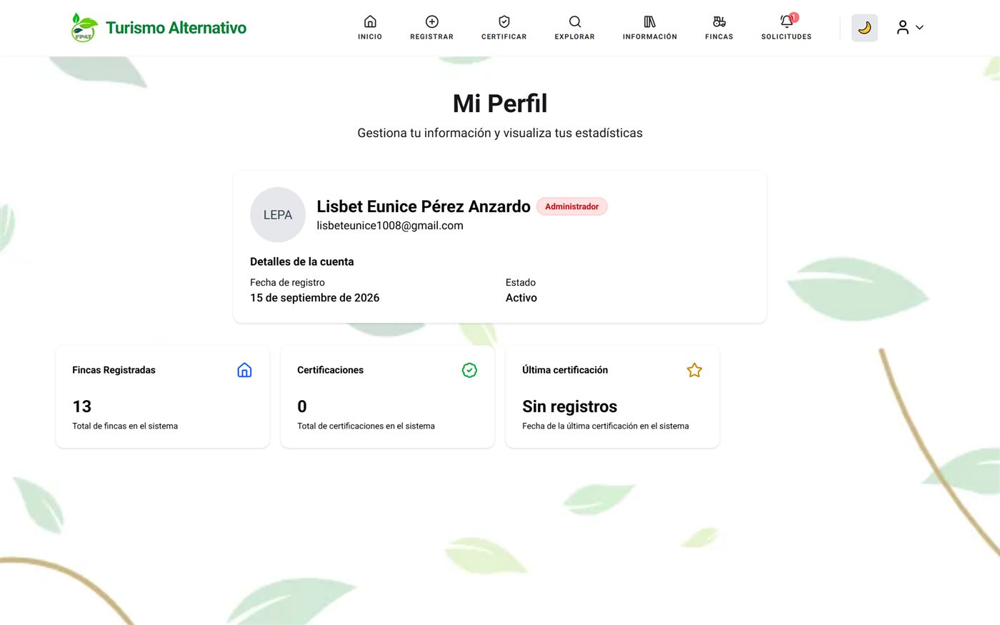 FPAT
Turismo Alternativo
INICIO
REGISTRAR
CERTIFICAR
EXPLORAR
INFORMACIÓN
FINCAS
1
SOLICITUDES
Mi Perfil
Gestiona tu información y visualiza tus estadísticas
LEPA
Lisbet Eunice Pérez Anzardo
Administrador
lisbeteunice1008@gmail.com
Detalles de la cuenta
Fecha de registro
15 de septiembre de 2026
Estado
Activo
Fincas Registradas
13
Total de fincas en el sistema
Certificaciones
0
Total de certificaciones en el sistema
Última certificación
Sin registros
Fecha de la última certificación en el sistema